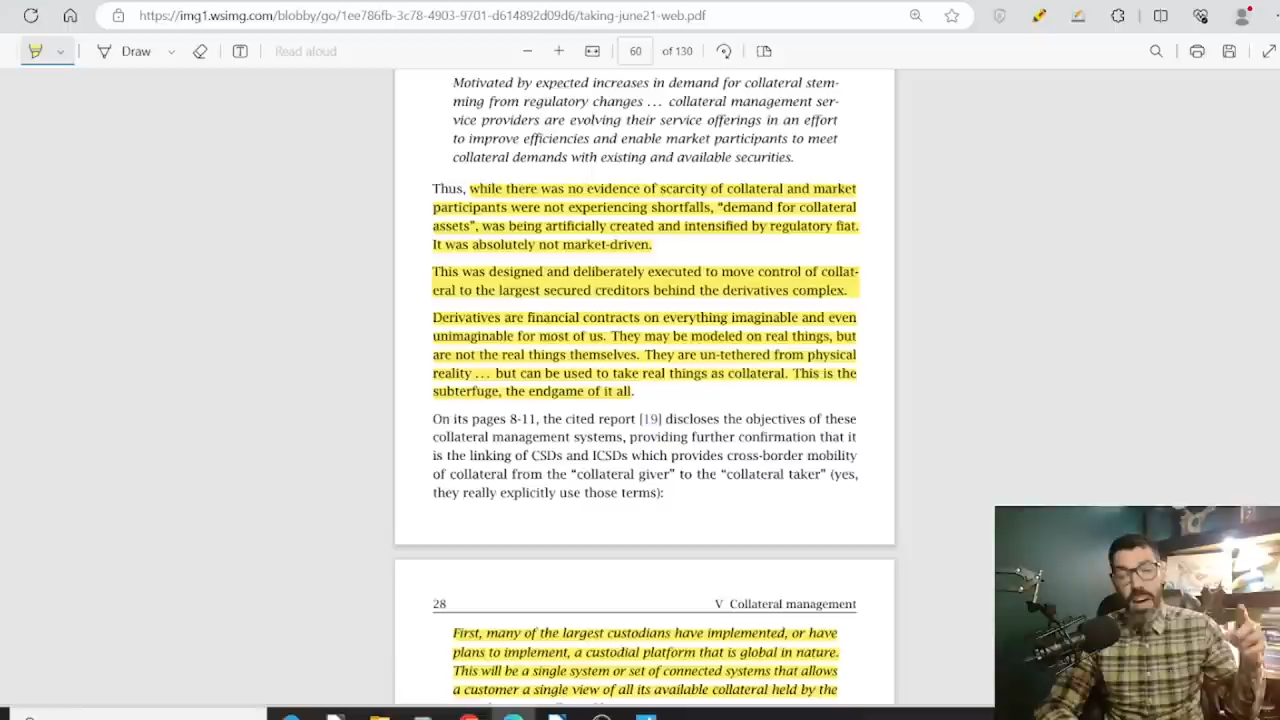 https://img1.wsimg.com/blobby/go/1ee786fb-3c78-4903-9701-d614892d09d6/taking-june21-web.pdf
Draw
Read aloud
60
of 130
Motivated by expected increases in demand for collateral stem-
ming from regulatory changes ... collateral management ser-
vice providers are evolving their service offerings in an effort
to improve efficiencies and enable market participants to meet
collateral demands with existing and available securities.
Thus, while there was no evidence of scarcity of collateral and market
participants were not experiencing shortfalls, “demand for collateral
assets”, was being artificially created and intensified by regulatory fiat.
It was absolutely not market-driven.
This was designed and deliberately executed to move control of collat-
eral to the largest secured creditors behind the derivatives complex.
Derivatives are financial contracts on everything imaginable and even
unimaginable for most of us. They may be modeled on real things, but
are not the real things themselves. They are un-tethered from physical
reality ... but can be used to take real things as collateral. This is the
subterfuge, the endgame of it all.
On its pages 8-11, the cited report [19] discloses the objectives of these
collateral management systems, providing further confirmation that it
is the linking of CSDs and ICSDs which provides cross-border mobility
of collateral from the “collateral giver” to the “collateral taker” (yes,
they really explicitly use those terms):
28
V Collateral management
First, many of the largest custodians have implemented, or have
plans to implement, a custodial platform that is global in nature.
This will be a single system or set of connected systems that allows
a customer a single view of all its available collateral held by the